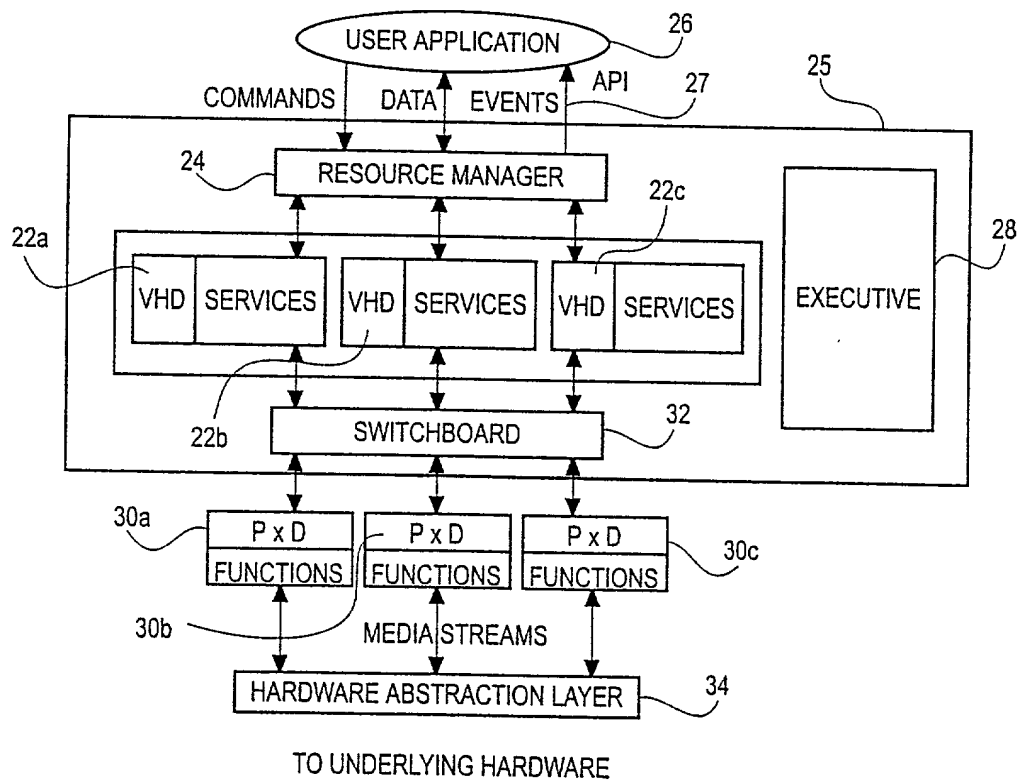 USER APPLICATION
26
COMMANDS
DATA
EVENTS
API
27
25
24
RESOURCE MANAGER
22a
22c
28
VHD
SERVICES
VHD
SERVICES
VHD
SERVICES
EXECUTIVE
22b
SWITCHBOARD
32
30a
P x D
P x D
P x D
30c
FUNCTIONS
FUNCTIONS
FUNCTIONS
30b
MEDIA STREAMS
HARDWARE ABSTRACTION LAYER
34
TO UNDERLYING HARDWARE